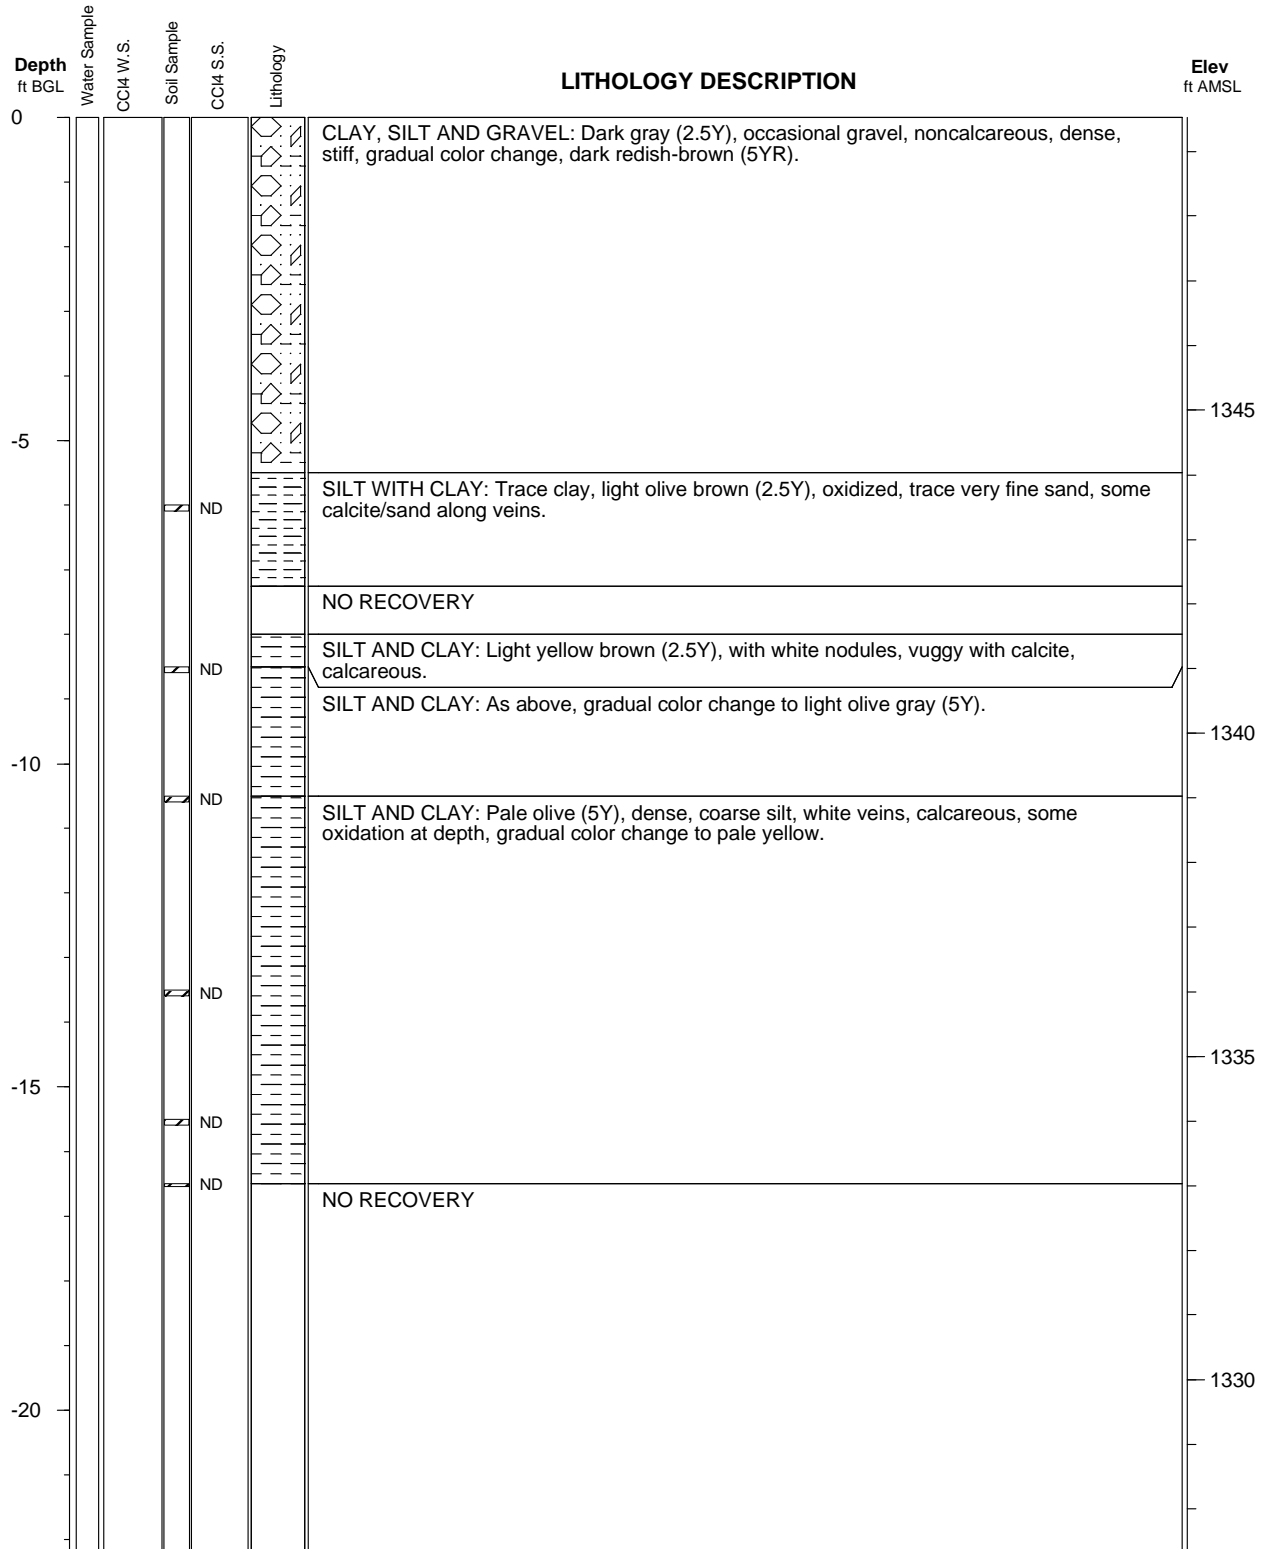 Depth
ft BGL
Water Sample
CCl4 W.S.
Soil Sample
CCl4 S.S.
Lithology
LITHOLOGY DESCRIPTION
Elev
ft AMSL
0
CLAY, SILT AND GRAVEL: Dark gray (2.5Y), occasional gravel, noncalcareous, dense,
stiff, gradual color change, dark redish-brown (5YR).
1345
-5
SILT WITH CLAY: Trace clay, light olive brown (2.5Y), oxidized, trace very fine sand, some
calcite/sand along veins.
ND
NO RECOVERY
SILT AND CLAY: Light yellow brown (2.5Y), with white nodules, vuggy with calcite,
calcareous.
ND
SILT AND CLAY: As above, gradual color change to light olive gray (5Y).
1340
-10
ND
SILT AND CLAY: Pale olive (5Y), dense, coarse silt, white veins, calcareous, some
oxidation at depth, gradual color change to pale yellow.
ND
1335
-15
ND
ND
NO RECOVERY
1330
-20